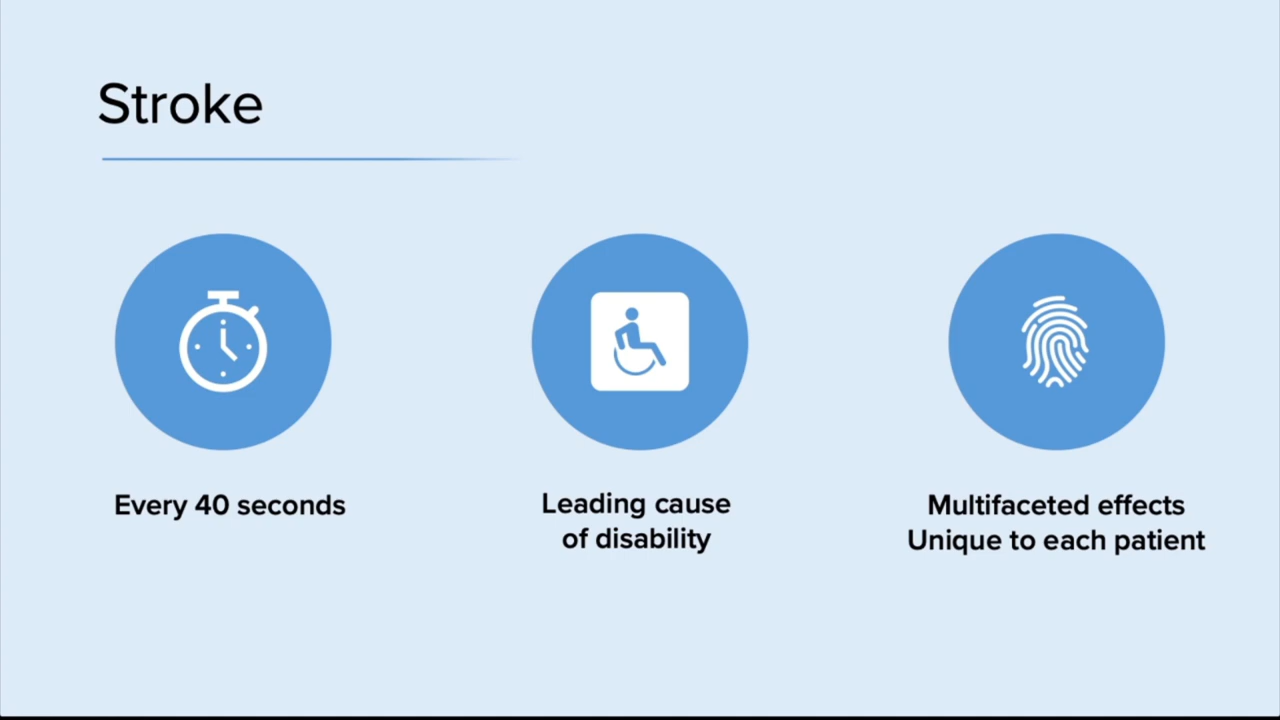 Stroke
Every 40 seconds
Leading cause
of disability
Multifaceted effects
Unique to each patient